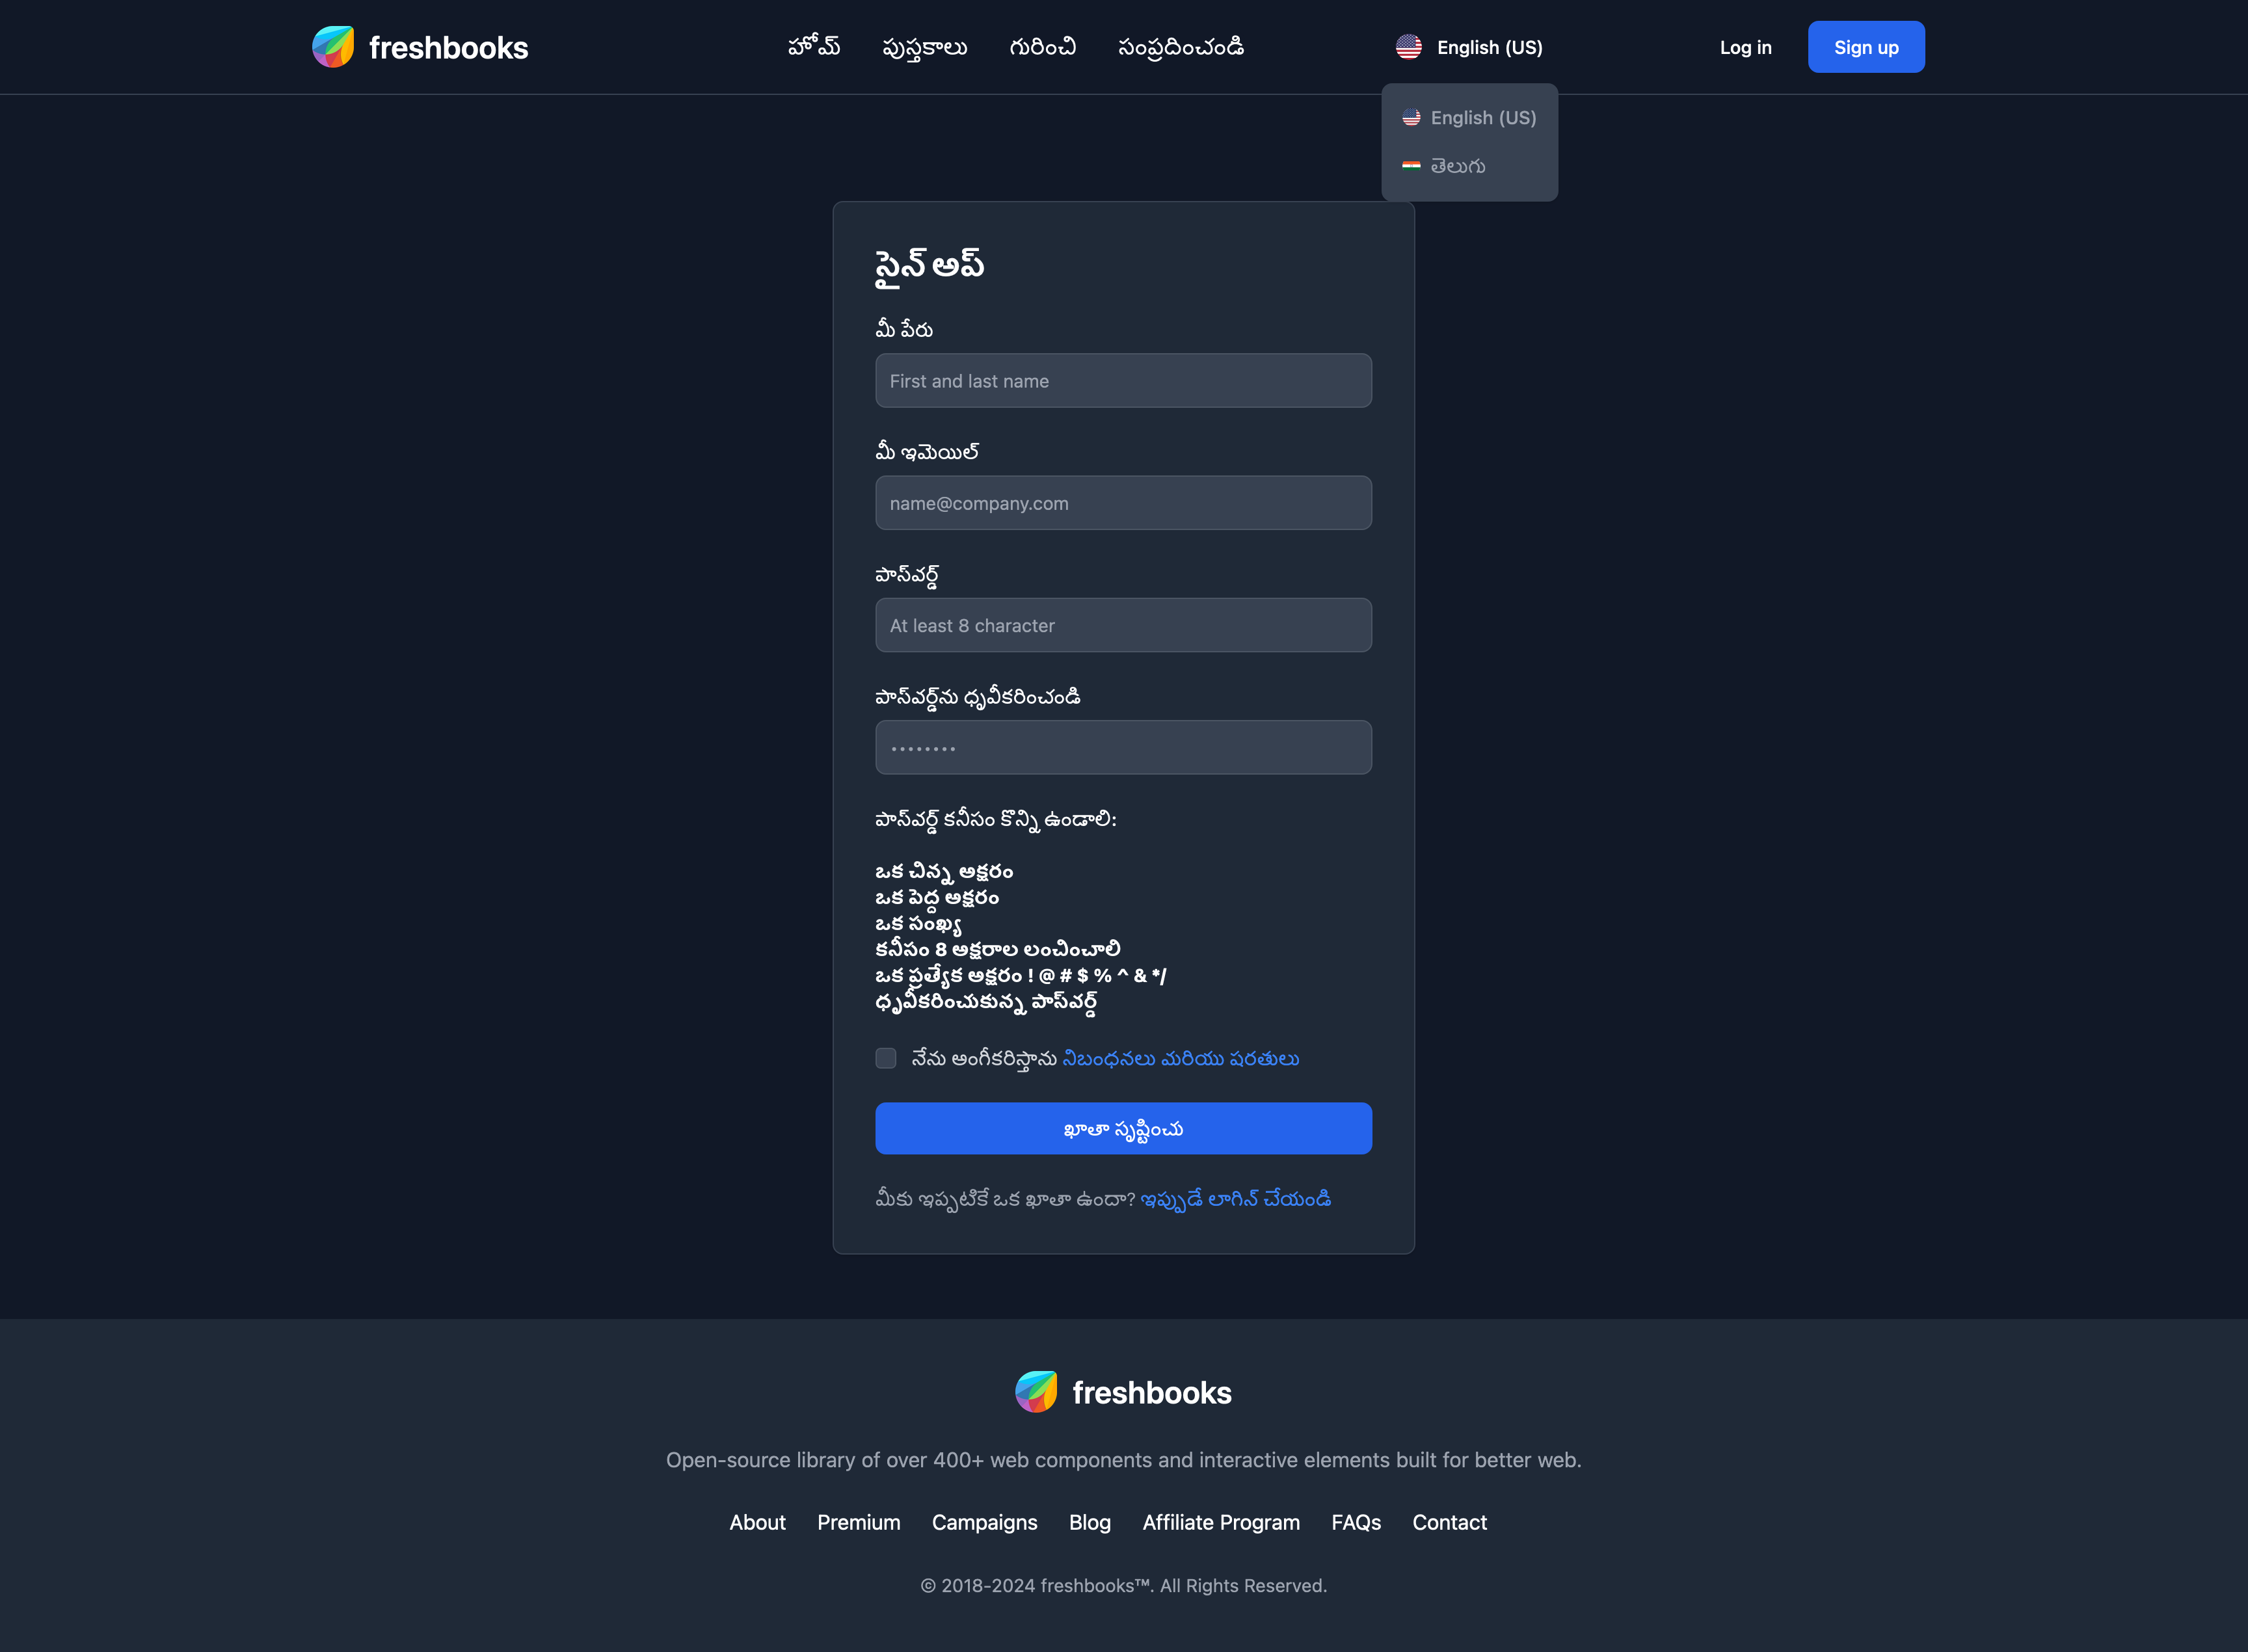 freshbooks హోమ్ పుస్తకాలు గురించి సంప్రదించండి English (US) Log in Sign up
English (US)
తెలుగు
సైన్ అప్
మీ పేరు
First and last name
మీ ఇమెయిల్
name@company.com
పాస్‌వర్డ్
At least 8 character
పాస్‌వర్డ్‌ను ధృవీకరించండి
••••••••
పాస్‌వర్డ్ కనీసం కొన్ని ఉండాలి:
ఒక చిన్న అక్షరం
ఒక పెద్ద అక్షరం
ఒక సంఖ్య
కనీసం 8 అక్షరాల లంచించాలి
ఒక ప్రత్యేక అక్షరం ! @ # $ % ^ & */
ధృవీకరించుకున్న పాస్‌వర్డ్
నేను అంగీకరిస్తాను నిబంధనలు మరియు షరతులు
ఖాతా సృష్టించు
మీకు ఇప్పటికే ఒక ఖాతా ఉందా? ఇప్పుడే లాగిన్ చేయండి
freshbooks
Open-source library of over 400+ web components and interactive elements built for better web.
About Premium Campaigns Blog Affiliate Program FAQs Contact
© 2018-2024 freshbooks™. All Rights Reserved.